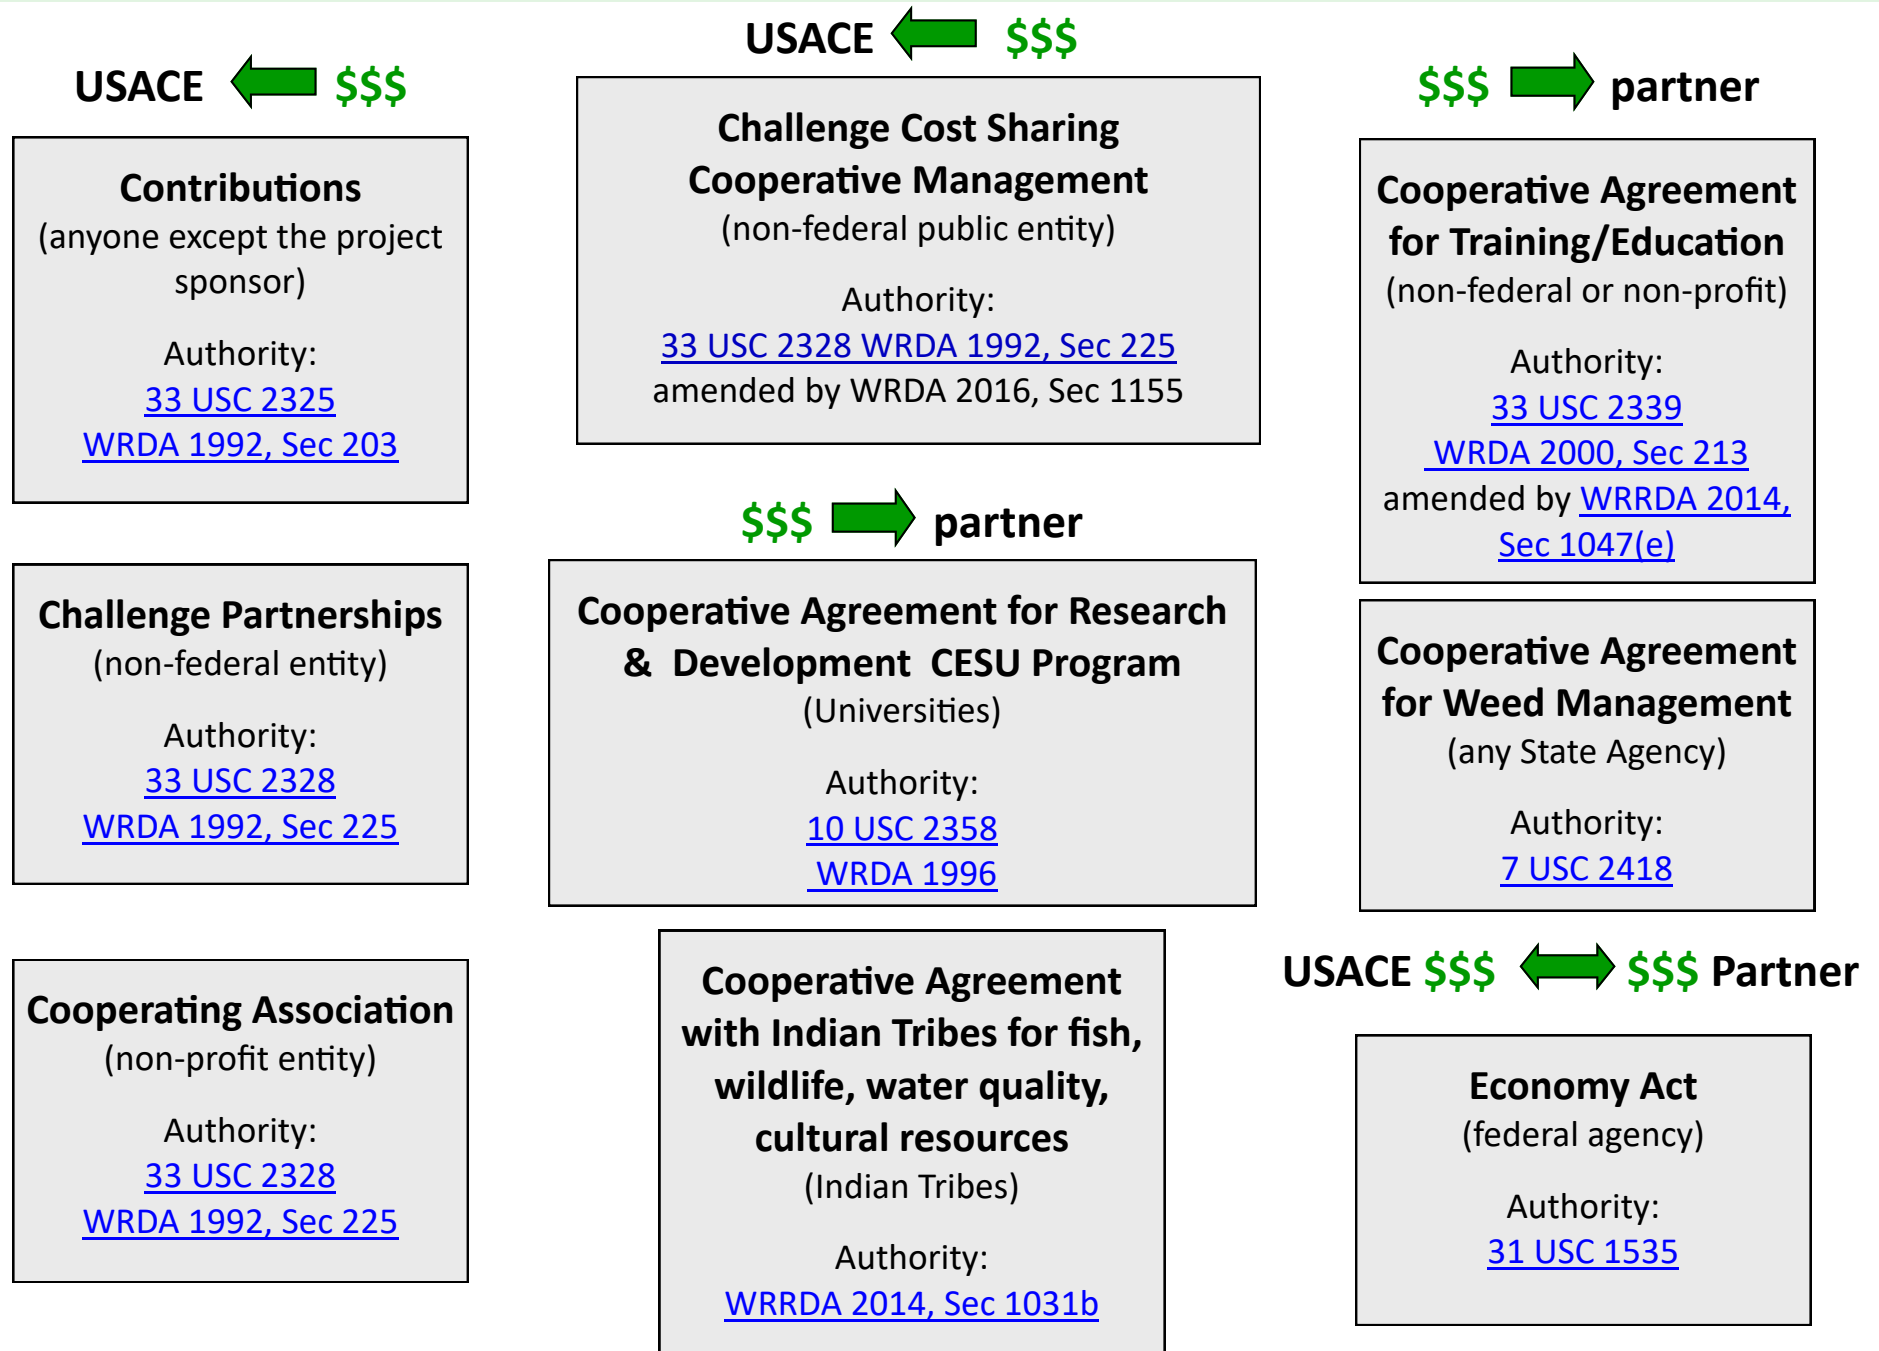 USACE $$$
Contributions
(anyone except the project
sponsor)
Authority:
33 USC 2325
WRDA 1992, Sec 203
Challenge Partnerships
(non-federal entity)
Authority:
33 USC 2328
WRDA 1992, Sec 225
Cooperating Association
(non-profit entity)
Authority:
33 USC 2328
WRDA 1992, Sec 225
USACE $$$
Challenge Cost Sharing
Cooperative Management
(non-federal public entity)
Authority:
33 USC 2328 WRDA 1992, Sec 225
amended by WRDA 2016, Sec 1155
$$$ partner
Cooperative Agreement for Research
& Development CESU Program
(Universities)
Authority:
10 USC 2358
WRDA 1996
Cooperative Agreement
with Indian Tribes for fish,
wildlife, water quality,
cultural resources
(Indian Tribes)
Authority:
WRRDA 2014, Sec 1031b
$$$ partner
Cooperative Agreement
for Training/Education
(non-federal or non-profit)
Authority:
33 USC 2339
WRDA 2000, Sec 213
amended by WRRDA 2014,
Sec 1047(e)
Cooperative Agreement
for Weed Management
(any State Agency)
Authority:
7 USC 2418
USACE $$$ $$$ Partner
Economy Act
(federal agency)
Authority:
31 USC 1535